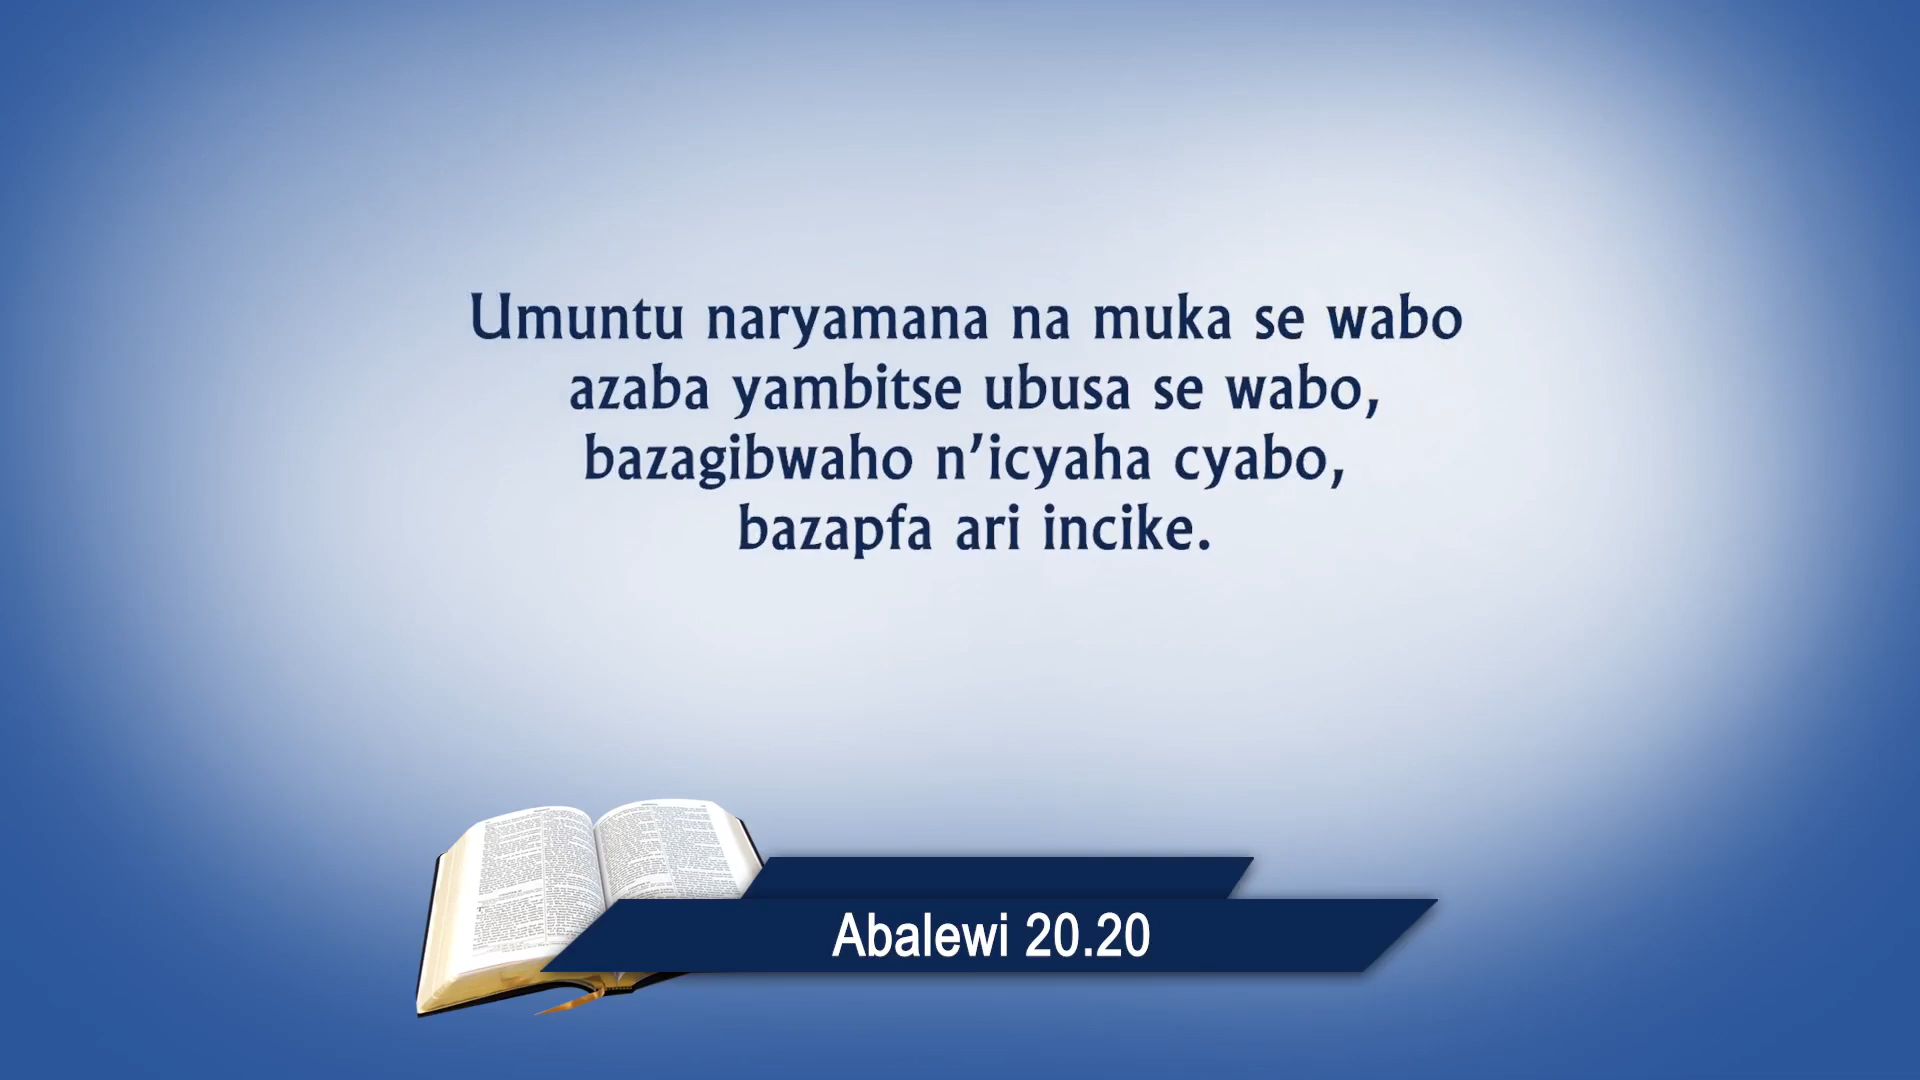 Umuntu naryamana na muka se wabo
azaba yambitse ubusa se wabo,
bazagibwaho n’icyaha cyabo,
bazapfa ari incike.
Abalewi 20.20